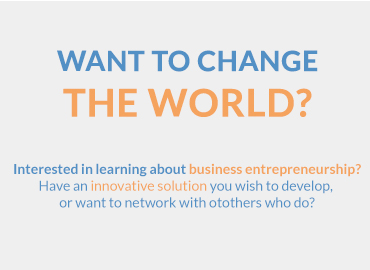 WANT TO CHANGE
THE WORLD?
Interested in learning about business entrepreneurship?
Have an innovative solution you wish to develop,
or want to network with otothers who do?